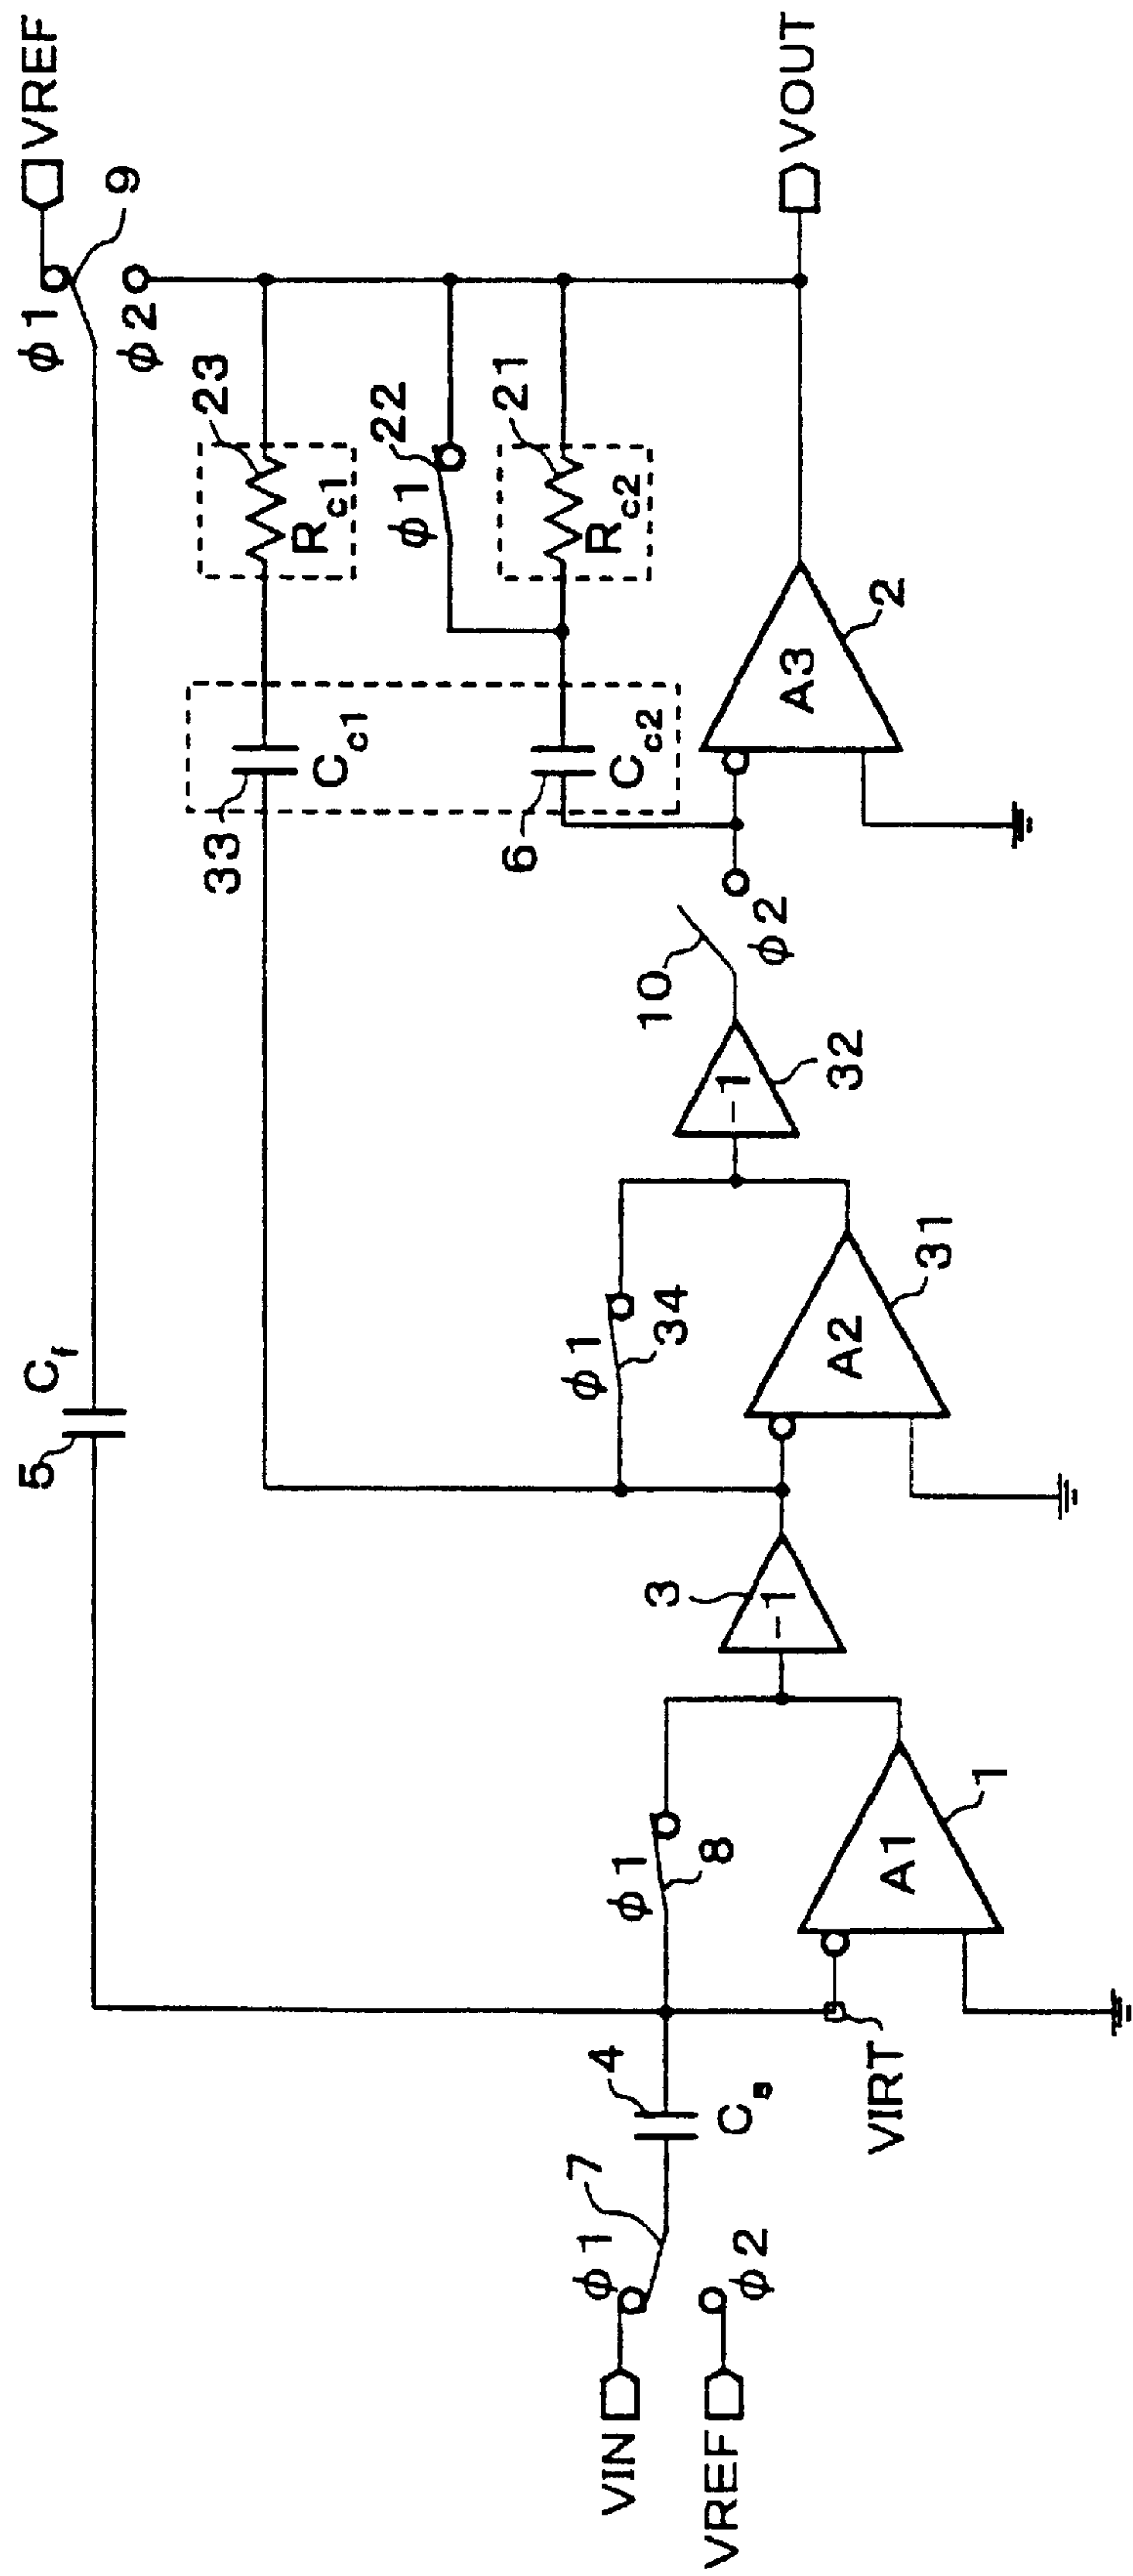 φ1
VREF
9
φ2
5
Cf
23
Rc1
33
Cc1
22
φ1
21
Rc2
6
Cc2
VOUT
A3
2
10
φ2
-1
32
φ1
34
A2
31
3
-1
φ1
8
A1
1
VIRT
4
Cs
7
φ1
VIN
φ2
VREF